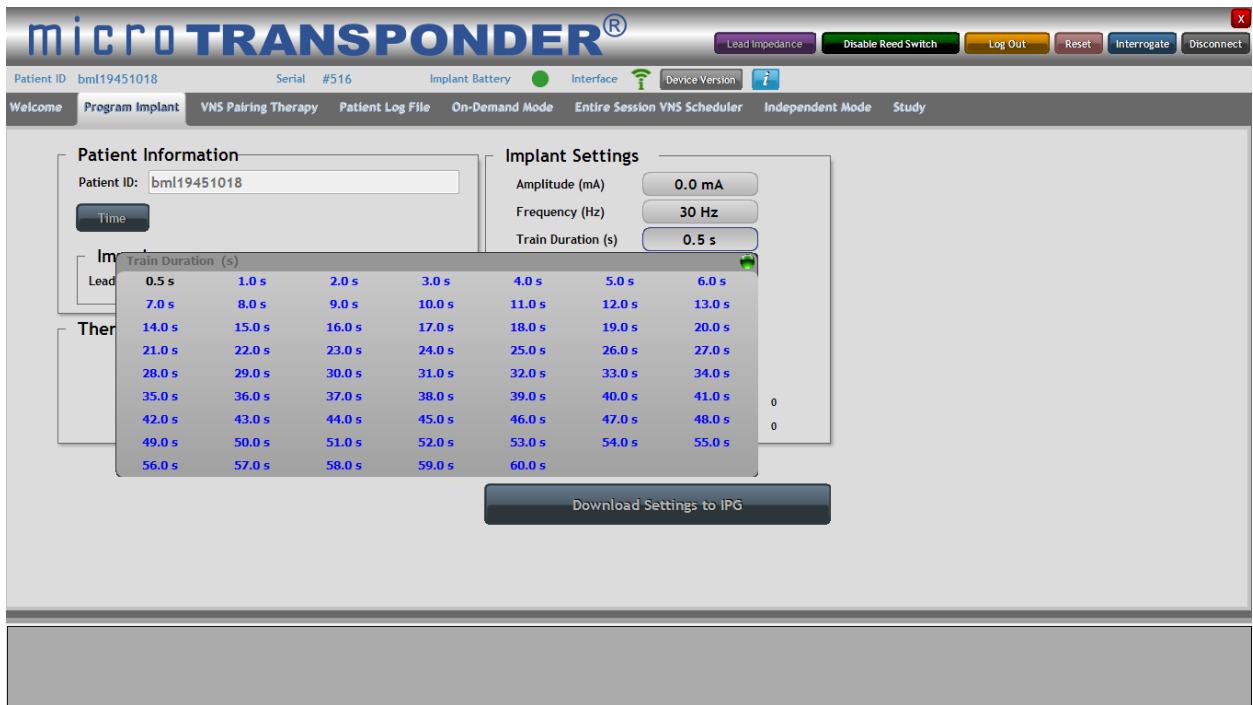 microTRANSPONDER®
X
Lead Impedance Disable Reed Switch Log Out Reset Interrogate Disconnect
Patient ID bml19451018 Serial #516 Implant Battery Interface Device Version i
Welcome Program Implant VNS Pairing Therapy Patient Log File On-Demand Mode Entire Session VNS Scheduler Independent Mode Study
Patient Information
Patient ID: bml19451018
Time
Im
Lead
Ther
Implant Settings
Amplitude (mA) 0.0 mA
Frequency (Hz) 30 Hz
Train Duration (s) 0.5 s
Train Duration (s)
0.5 s 1.0 s 2.0 s 3.0 s 4.0 s 5.0 s 6.0 s
7.0 s 8.0 s 9.0 s 10.0 s 11.0 s 12.0 s 13.0 s
14.0 s 15.0 s 16.0 s 17.0 s 18.0 s 19.0 s 20.0 s
21.0 s 22.0 s 23.0 s 24.0 s 25.0 s 26.0 s 27.0 s
28.0 s 29.0 s 30.0 s 31.0 s 32.0 s 33.0 s 34.0 s
35.0 s 36.0 s 37.0 s 38.0 s 39.0 s 40.0 s 41.0 s
42.0 s 43.0 s 44.0 s 45.0 s 46.0 s 47.0 s 48.0 s
49.0 s 50.0 s 51.0 s 52.0 s 53.0 s 54.0 s 55.0 s
56.0 s 57.0 s 58.0 s 59.0 s 60.0 s
0
0
Download Settings to IPG